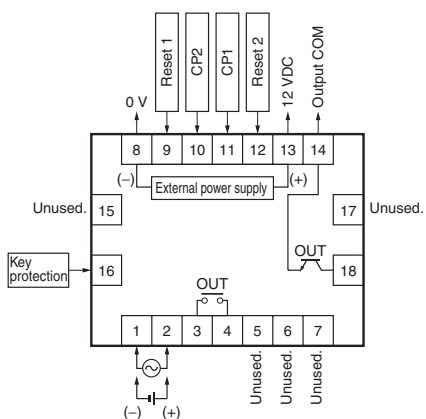 Reset 1
CP2
CP1
Reset 2
0 V
12 VDC
Output COM
8 9 10 11 12 13 14
(−) External power supply (+)
Unused. 15
17 Unused.
Key protection
16
OUT
18
OUT
1 2 3 4 5 6 7
Unused.
Unused.
Unused.
(−) (+)